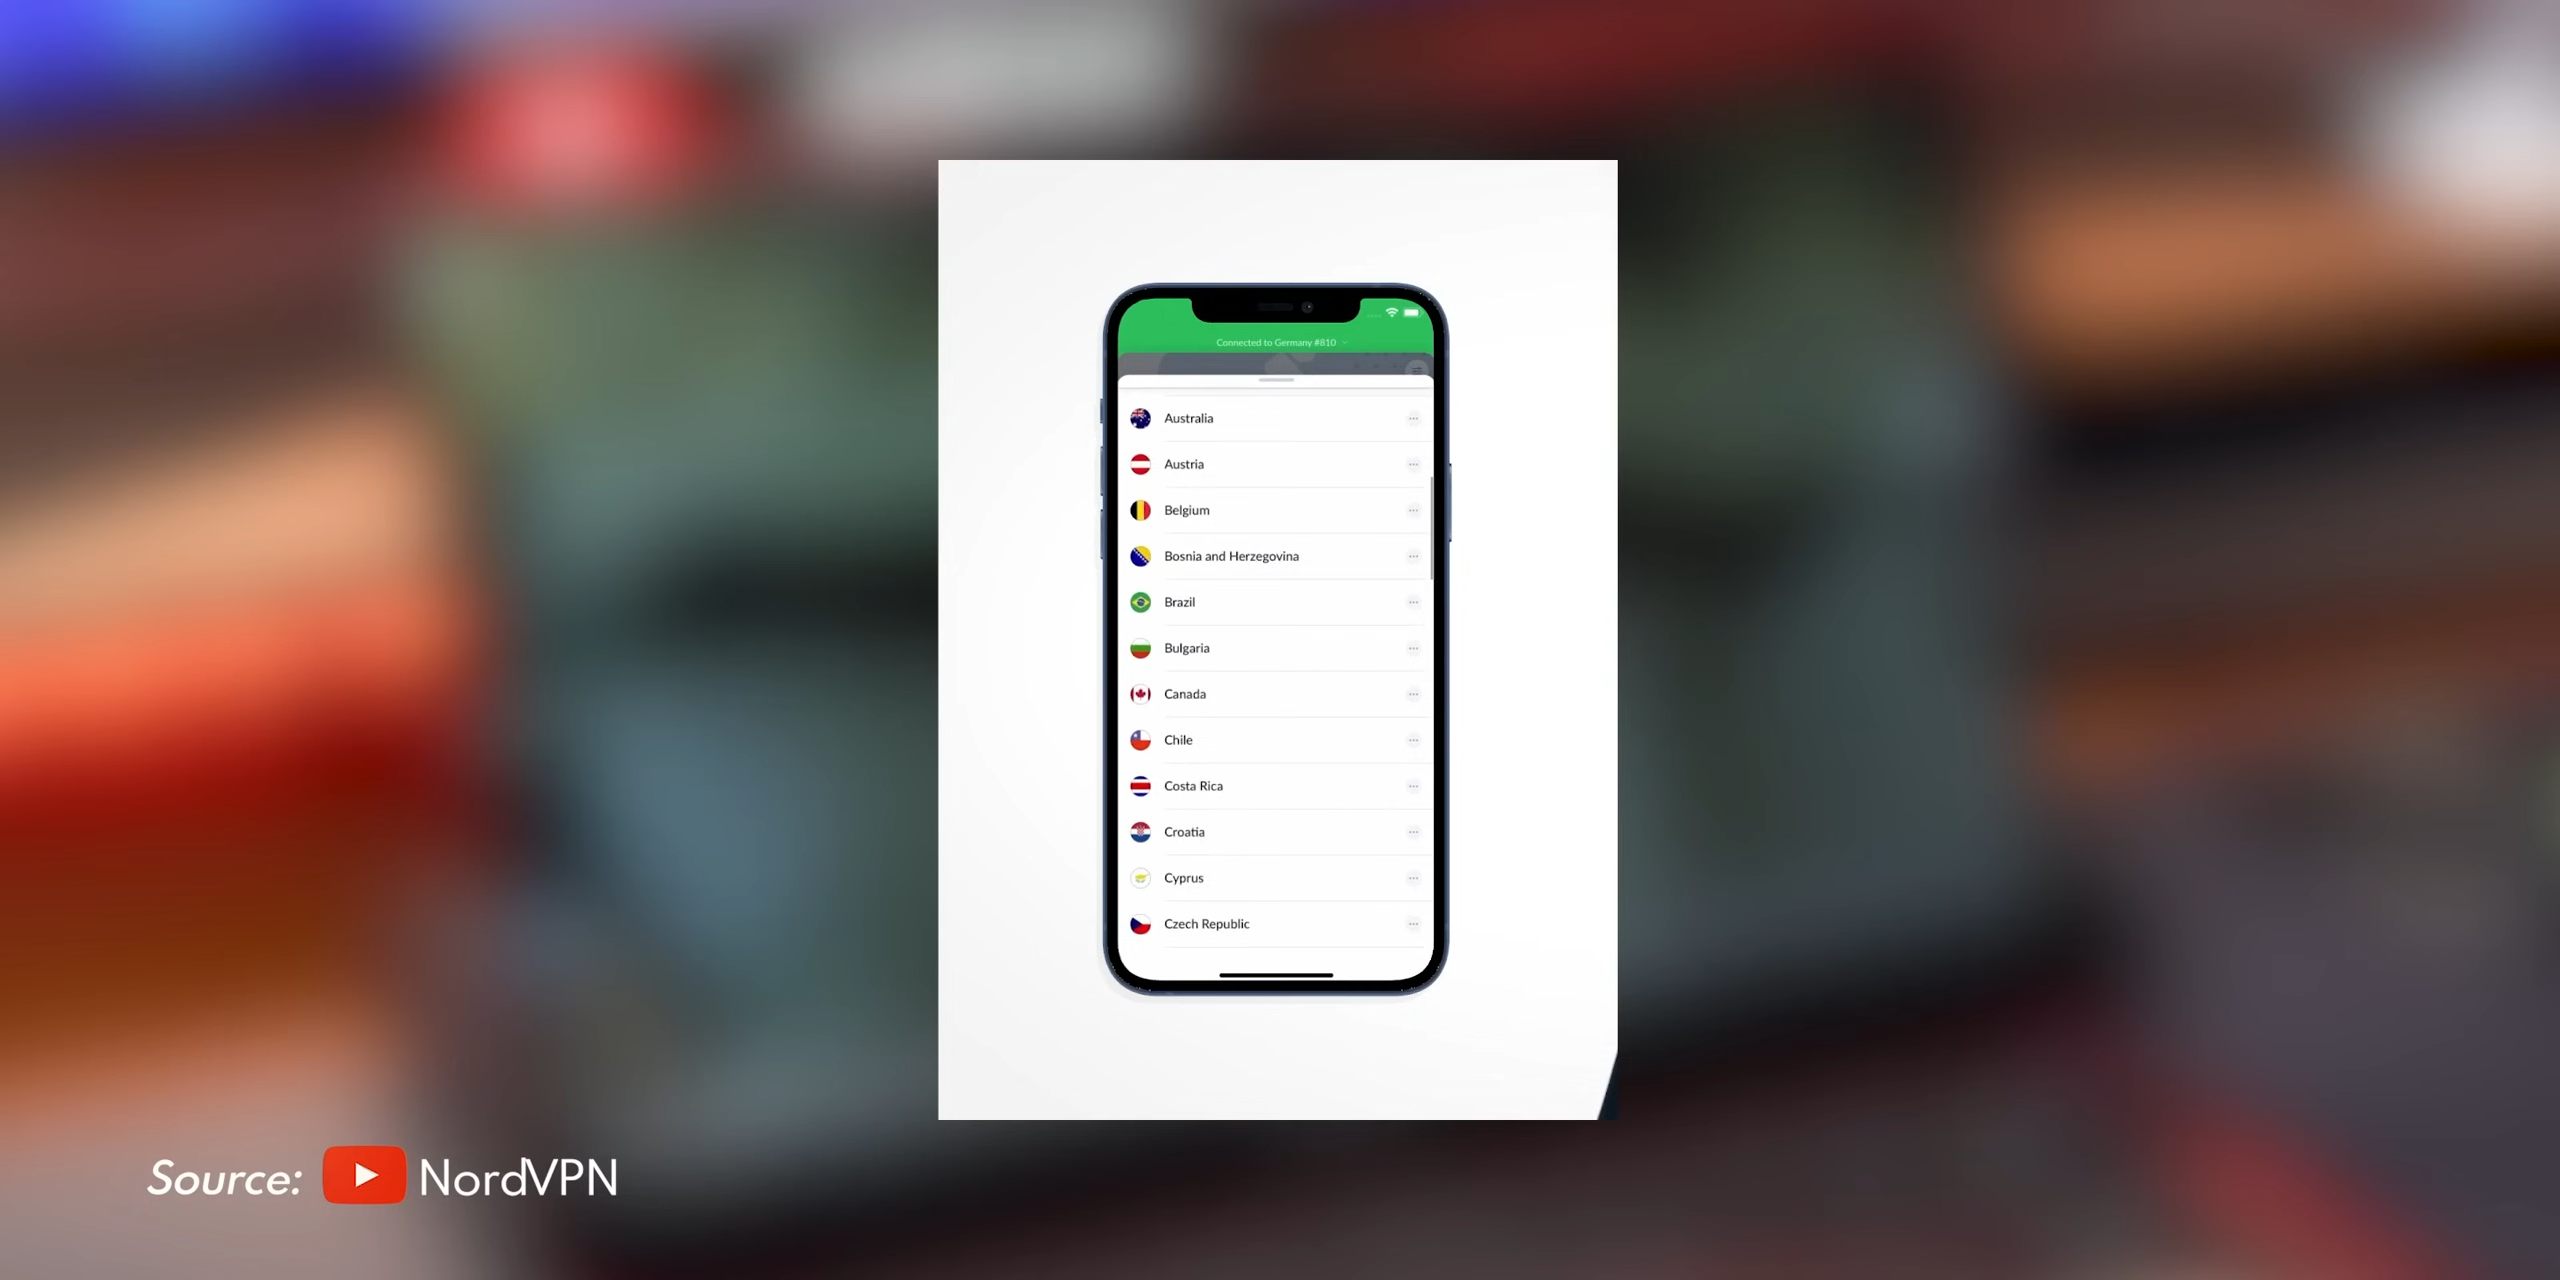 Connected to Germany #810
Australia
Austria
Belgium
Bosnia and Herzegovina
Brazil
Bulgaria
Canada
Chile
Costa Rica
Croatia
Cyprus
Czech Republic
Source: NordVPN